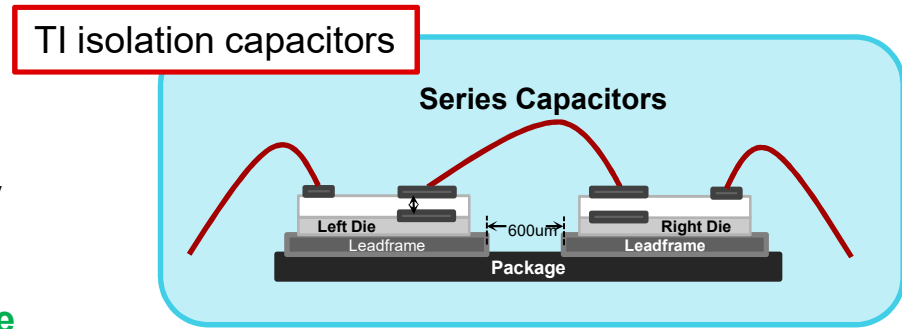 TI isolation capacitors
Series Capacitors
Left Die
Right Die
600um
Leadframe
Leadframe
Package
e